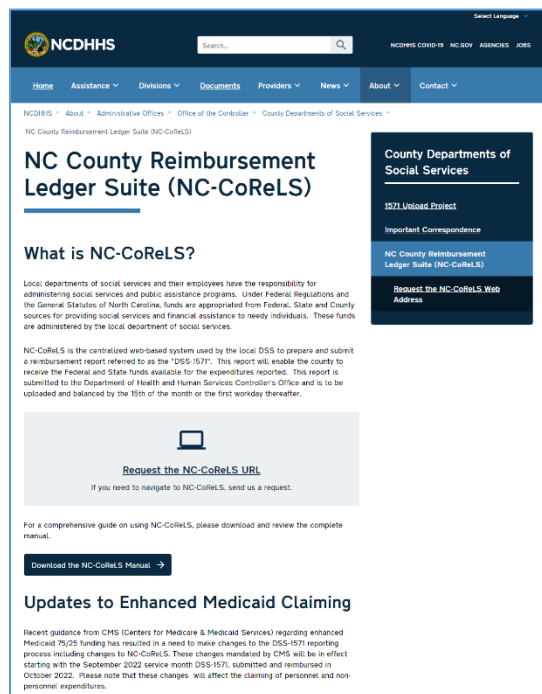 Select Language
NCDHHS
Search...
NCDHHS COVID-19 NC.GOV AGENCIES JOBS
Home Assistance Divisions Documents Providers News About Contact
NCDHHS About Administrative Offices Office of the Controller County Departments of Social Services
NC County Reimbursement Ledger Suite (NC-CoReLS)
NC County Reimbursement
Ledger Suite (NC-CoReLS)
County Departments of
Social Services
1571 Upload Project
Important Correspondence
NC County Reimbursement
Ledger Suite (NC-CoReLS)
Request the NC-CoReLS Web
Address
What is NC-CoReLS?
Local departments of social services and their employees have the responsibility for
administering social services and public assistance programs. Under Federal Regulations and
the General Statutes of North Carolina, funds are appropriated from Federal, State and County
sources for providing social services and financial assistance to needy individuals. These funds
are administered by the local department of social services.
NC-CoReLS is the centralized web-based system used by the local DSS to prepare and submit
a reimbursement report referred to as the "DSS-1571". This report will enable the county to
receive the Federal and State funds available for the expenditures reported. This report is
submitted to the Department of Health and Human Services Controller's Office and is to be
uploaded and balanced by the 15th of the month or the first workday thereafter.
Request the NC-CoReLS URL
If you need to navigate to NC-CoReLS, send us a request.
For a comprehensive guide on using NC-CoReLS, please download and review the complete
manual.
Download the NC-CoReLS Manual →
Updates to Enhanced Medicaid Claiming
Recent guidance from CMS (Centers for Medicare & Medicaid Services) regarding enhanced
Medicaid 75/25 funding has resulted in a need to make changes to the DSS-1571 reporting
process including changes to NC-CoReLS. These changes mandated by CMS will be in effect
starting with the September 2022 service month DSS-1571, submitted and reimbursed in
October 2022. Please note that these changes will affect the claiming of personnel and non-
personnel expenditures.